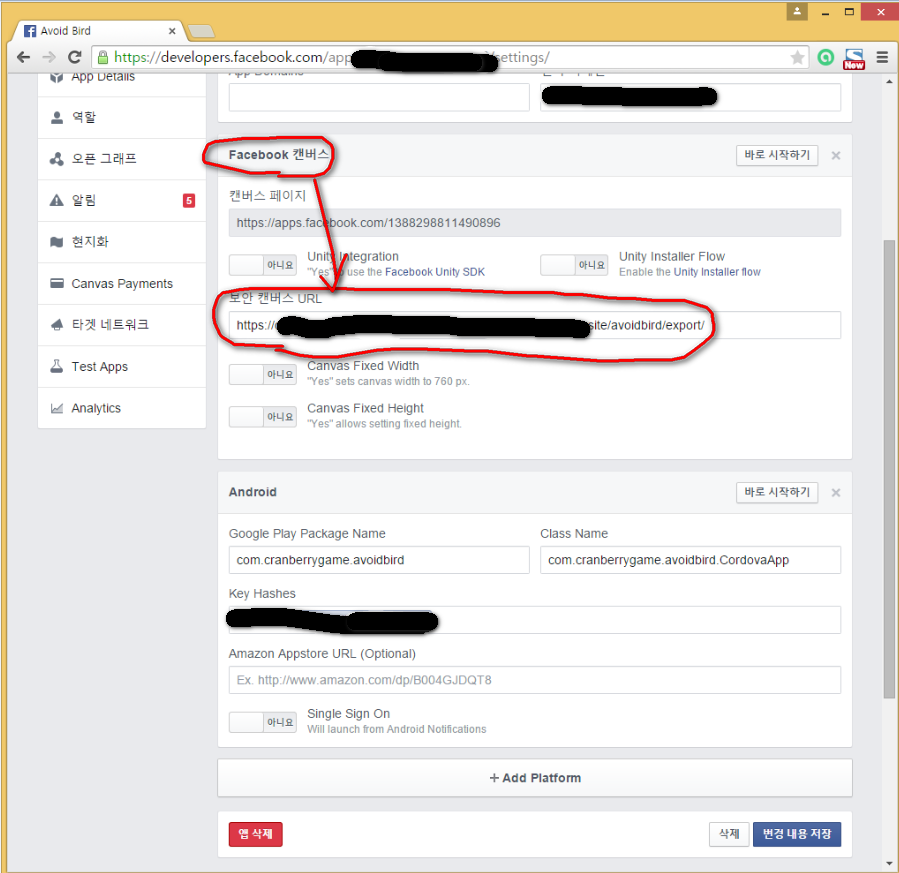 Avoid Bird
https://developers.facebook.com/app
/settings/
New
App Details
역할
오픈 그래프
알림
5
현지화
Canvas Payments
타겟 네트워크
Test Apps
Analytics
App Domains
Facebook 캔버스
바로 시작하기
캔버스 페이지
https://apps.facebook.com/1388298811490896
아니요
Unity Integration
"Yes" to use the Facebook Unity SDK
아니요
Unity Installer Flow
Enable the Unity Installer flow
보안 캔버스 URL
https://
site/avoidbird/export/
아니요
Canvas Fixed Width
"Yes" sets canvas width to 760 px.
아니요
Canvas Fixed Height
"Yes" allows setting fixed height.
Android
바로 시작하기
Google Play Package Name
Class Name
com.cranberrygame.avoidbird
com.cranberrygame.avoidbird.CordovaApp
Key Hashes
Amazon Appstore URL (Optional)
Ex. http://www.amazon.com/dp/B004GJDQT8
아니요
Single Sign On
Will launch from Android Notifications
+ Add Platform
앱 삭제
삭제
변경 내용 저장